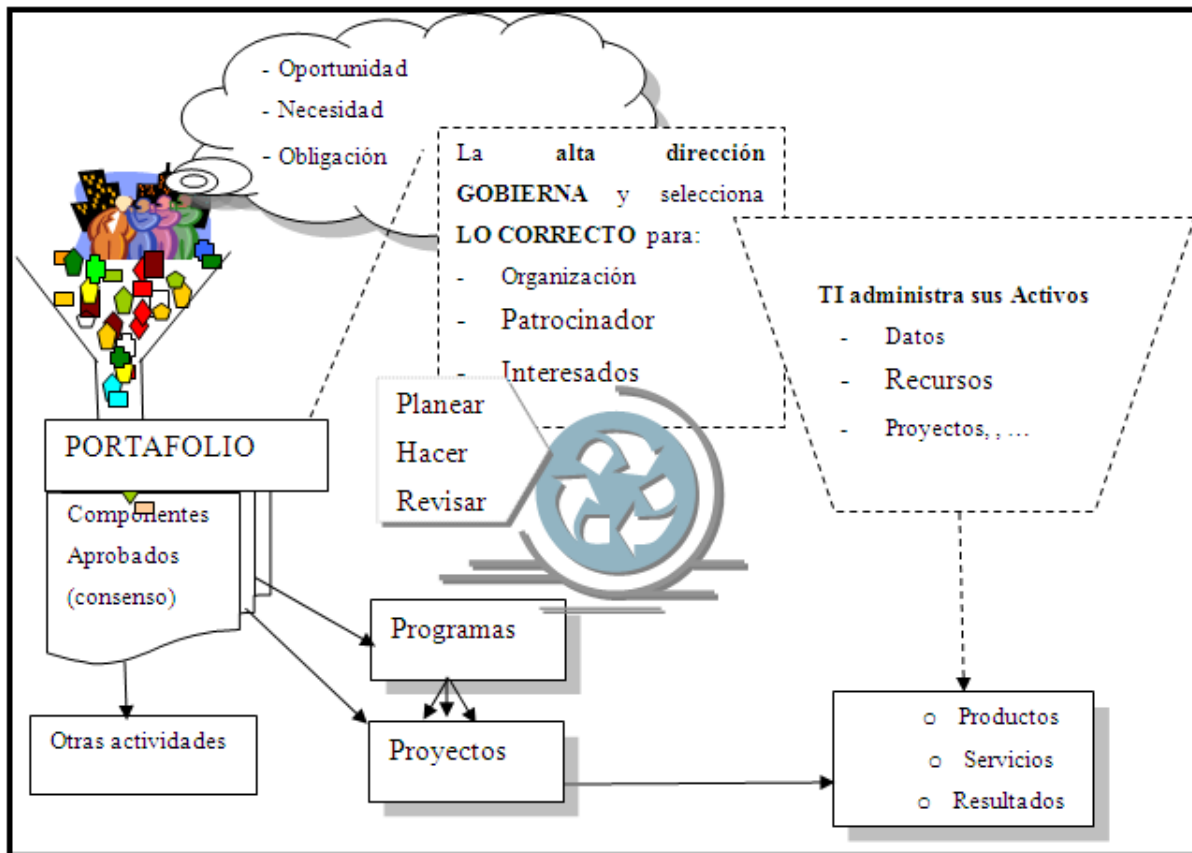 - Oportunidad
- Necesidad
- Obligación
La alta dirección
GOBIERNA y selecciona
LO CORRECTO para:
- Organización
- Patrocinador
- Interesados
TI administra sus Activos
- Datos
- Recursos
- Proyectos, , …
Planear
Hacer
Revisar
PORTAFOLIO
Componentes
Aprobados
(consenso)
Programas
Otras actividades
Proyectos
o Productos
o Servicios
o Resultados